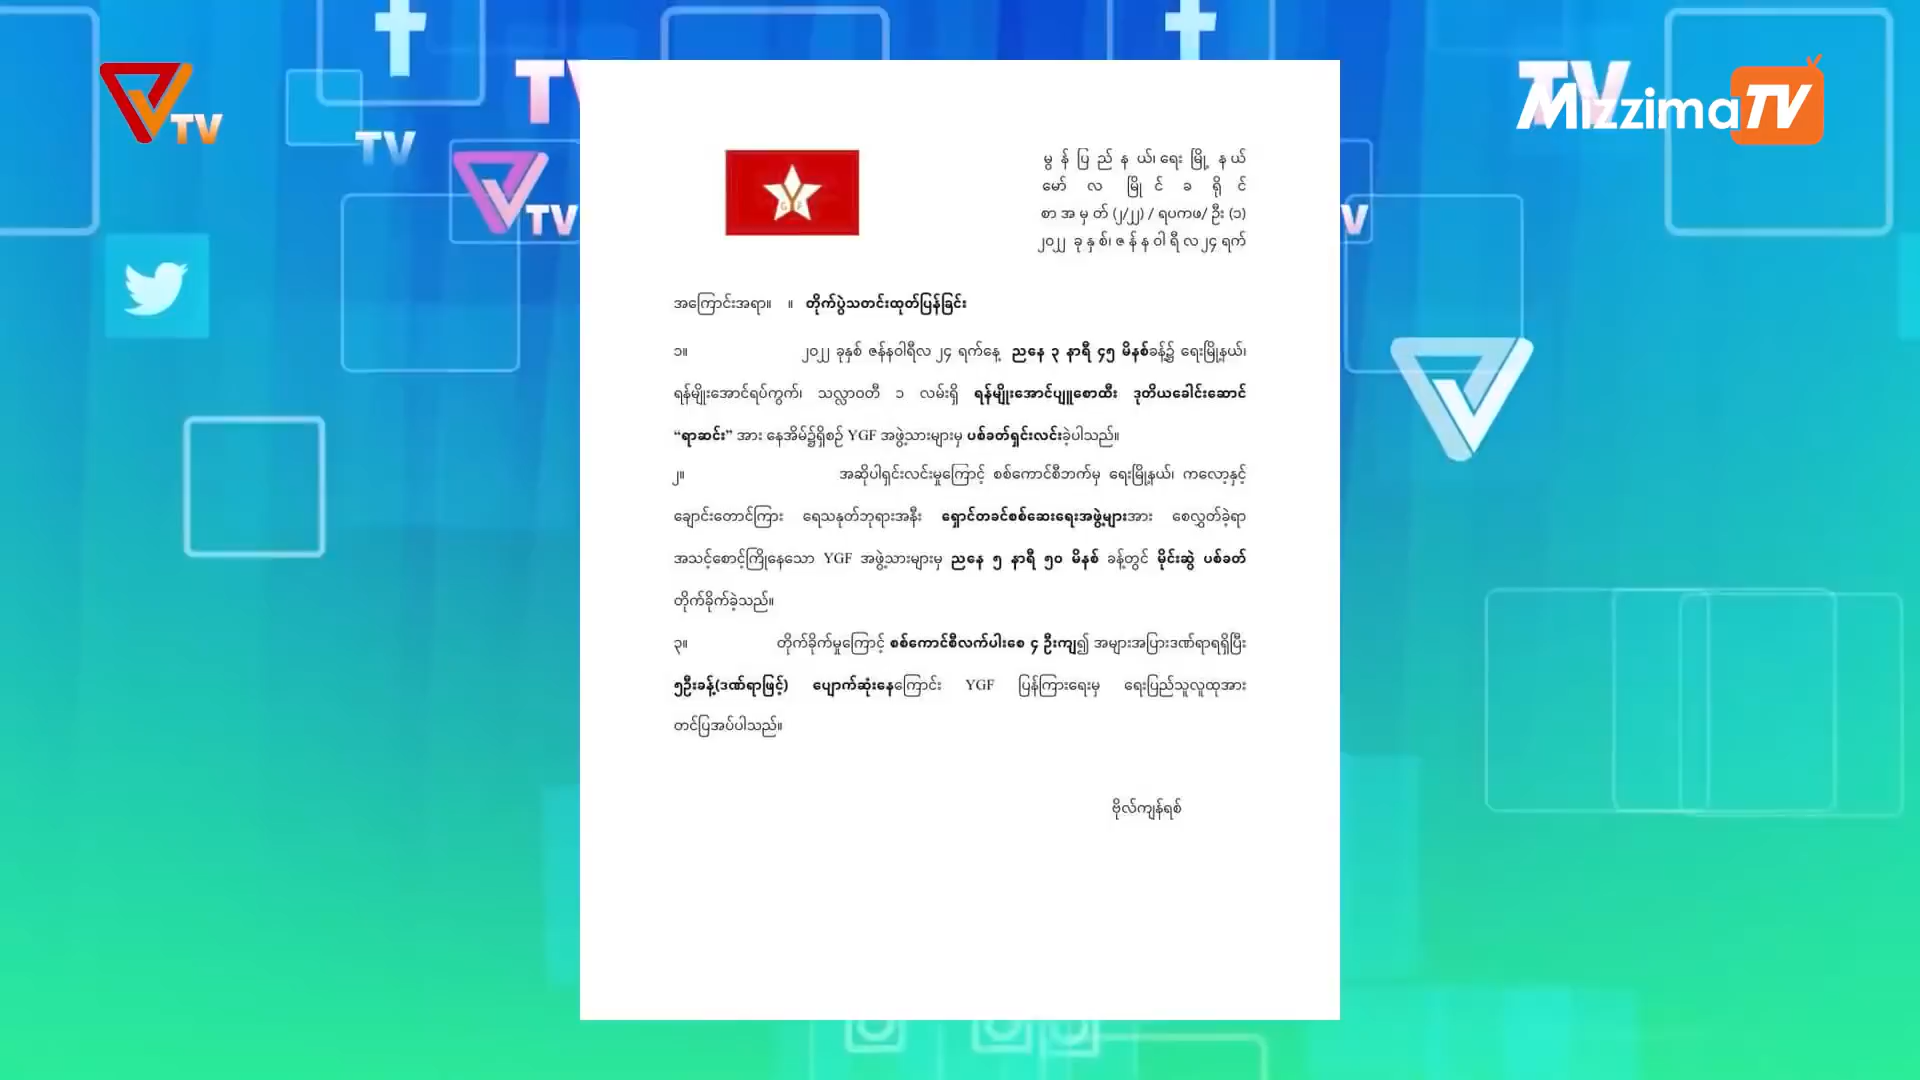 TV
TV
TV
TV
TV
TV
Mizzima TV
TV
YGF
မွန်ပြည်နယ်၊ ရေးမြို့နယ်
မော်လမြိုင်ခရိုင်
စာအမှတ် (၂/၂၂) / ရပကဖ/ ဦး (၁)
၂၀၂၂ ခုနှစ်၊ ဇန်နဝါရီလ ၂၄ ရက်
အကြောင်းအရာ။ ။ တိုက်ပွဲသတင်းထုတ်ပြန်ခြင်း
၁။ ၂၀၂၂ ခုနှစ် ဇန်နဝါရီလ ၂၄ ရက်နေ့ ညနေ ၃ နာရီ ၄၅ မိနစ်ခန့်၌ ရေးမြို့နယ်၊
ရန်မျိုးအောင်ရပ်ကွက်၊ သလ္လာဝတီ ၁ လမ်းရှိ ရန်မျိုးအောင်ပျူစောထီး ဒုတိယခေါင်းဆောင်
“ရာဆင်း” အား နေအိမ်၌ရှိစဉ် YGF အဖွဲ့သားများမှ ပစ်ခတ်ရှင်းလင်းခဲ့ပါသည်။
၂။ အဆိုပါရှင်းလင်းမှုကြောင့် စစ်ကောင်စီဘက်မှ ရေးမြို့နယ်၊ ကလော့နှင့်
ချောင်းတောင်ကြား ရေသနုတ်ဘုရားအနီး ရှောင်တခင်စစ်ဆေးရေးအဖွဲ့များအား စေလွှတ်ခဲ့ရာ
အသင့်စောင့်ကြိုနေသော YGF အဖွဲ့သားများမှ ညနေ ၅ နာရီ ၅၀ မိနစ် ခန့်တွင် မိုင်းဆွဲ ပစ်ခတ်
တိုက်ခိုက်ခဲ့သည်။
၃။ တိုက်ခိုက်မှုကြောင့် စစ်ကောင်စီလက်ပါးစေ ၄ ဦးကျ၍ အများအပြားဒဏ်ရာရရှိပြီး
၅ဦးခန့်(ဒဏ်ရာဖြင့်) ပျောက်ဆုံးနေကြောင်း YGF ပြန်ကြားရေးမှ ရေးပြည်သူလူထုအား
တင်ပြအပ်ပါသည်။
ဗိုလ်ကျန်ရစ်